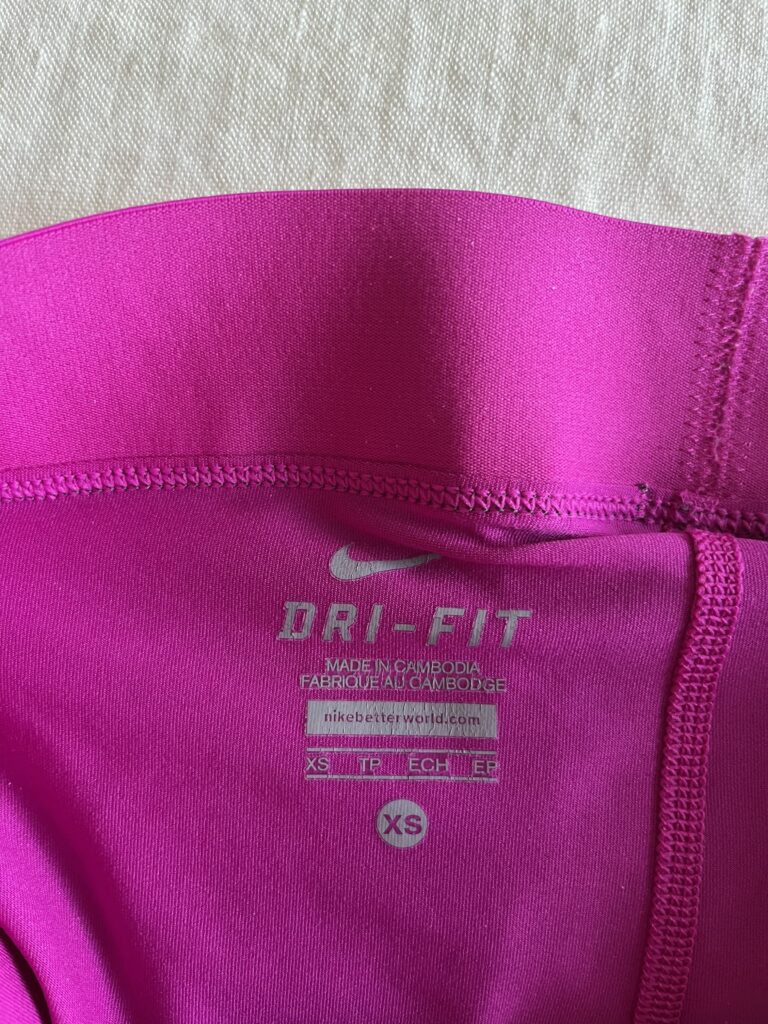 DRI-FIT
MADE IN CAMBODIA
FABRIQUE AU CAMBODGE
nikebetterworld.com
XS TP ECH EP
XS